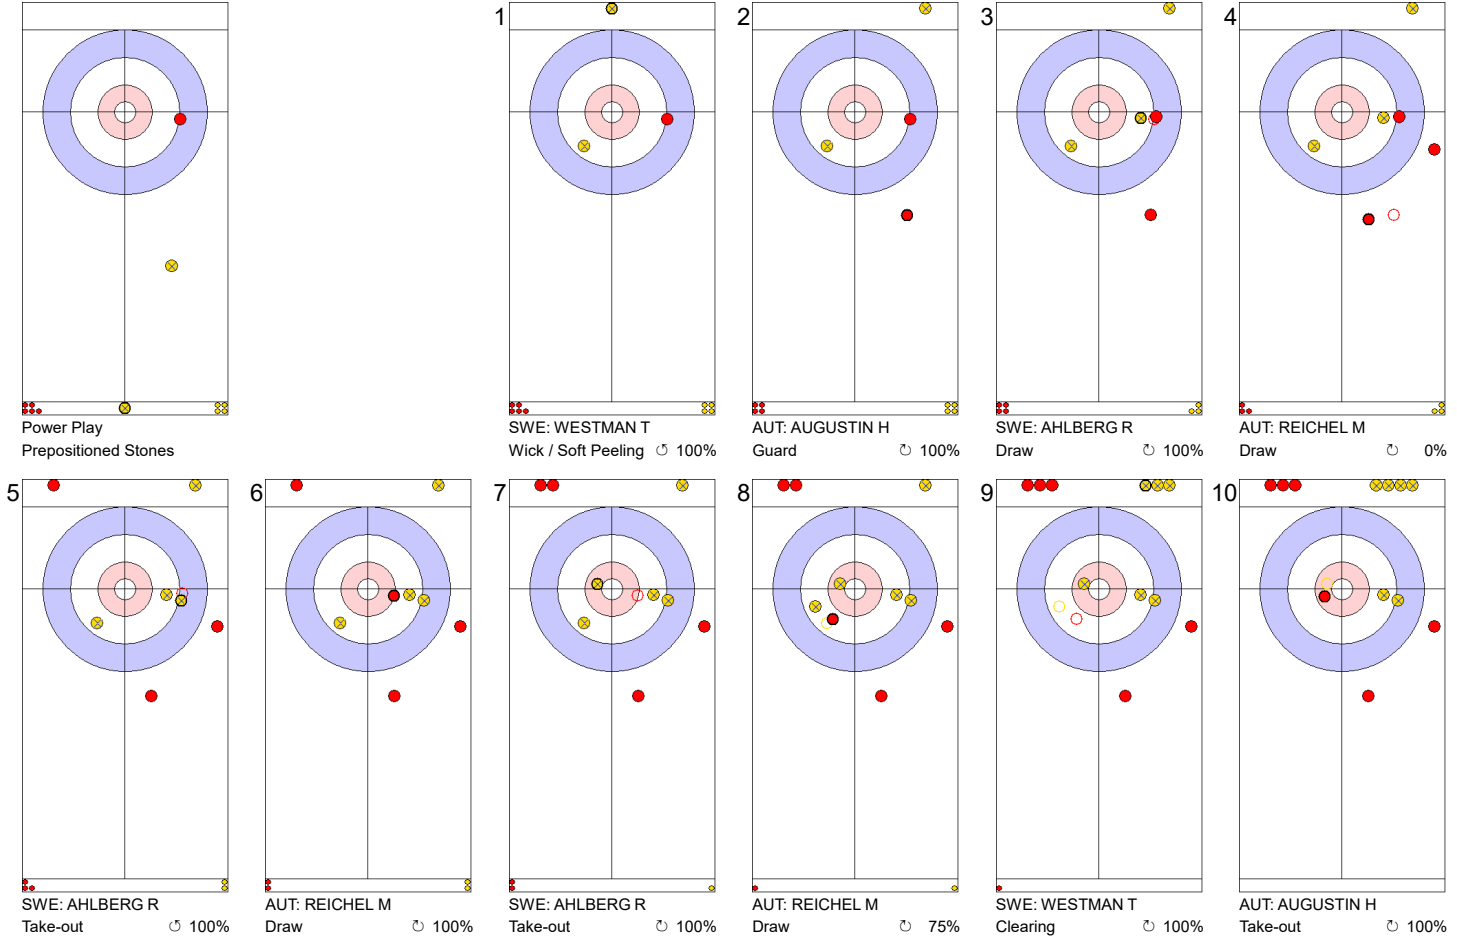 1
2
3
4
Power Play
Prepositioned Stones
SWE: WESTMAN T
Wick / Soft Peeling ↺ 100%
AUT: AUGUSTIN H
Guard ↻ 100%
SWE: AHLBERG R
Draw ↻ 100%
AUT: REICHEL M
Draw ↻ 0%
5
6
7
8
9
10
SWE: AHLBERG R
Take-out ↺ 100%
AUT: REICHEL M
Draw ↻ 100%
SWE: AHLBERG R
Take-out ↻ 100%
AUT: REICHEL M
Draw ↻ 75%
SWE: WESTMAN T
Clearing ↻ 100%
AUT: AUGUSTIN H
Take-out ↻ 100%